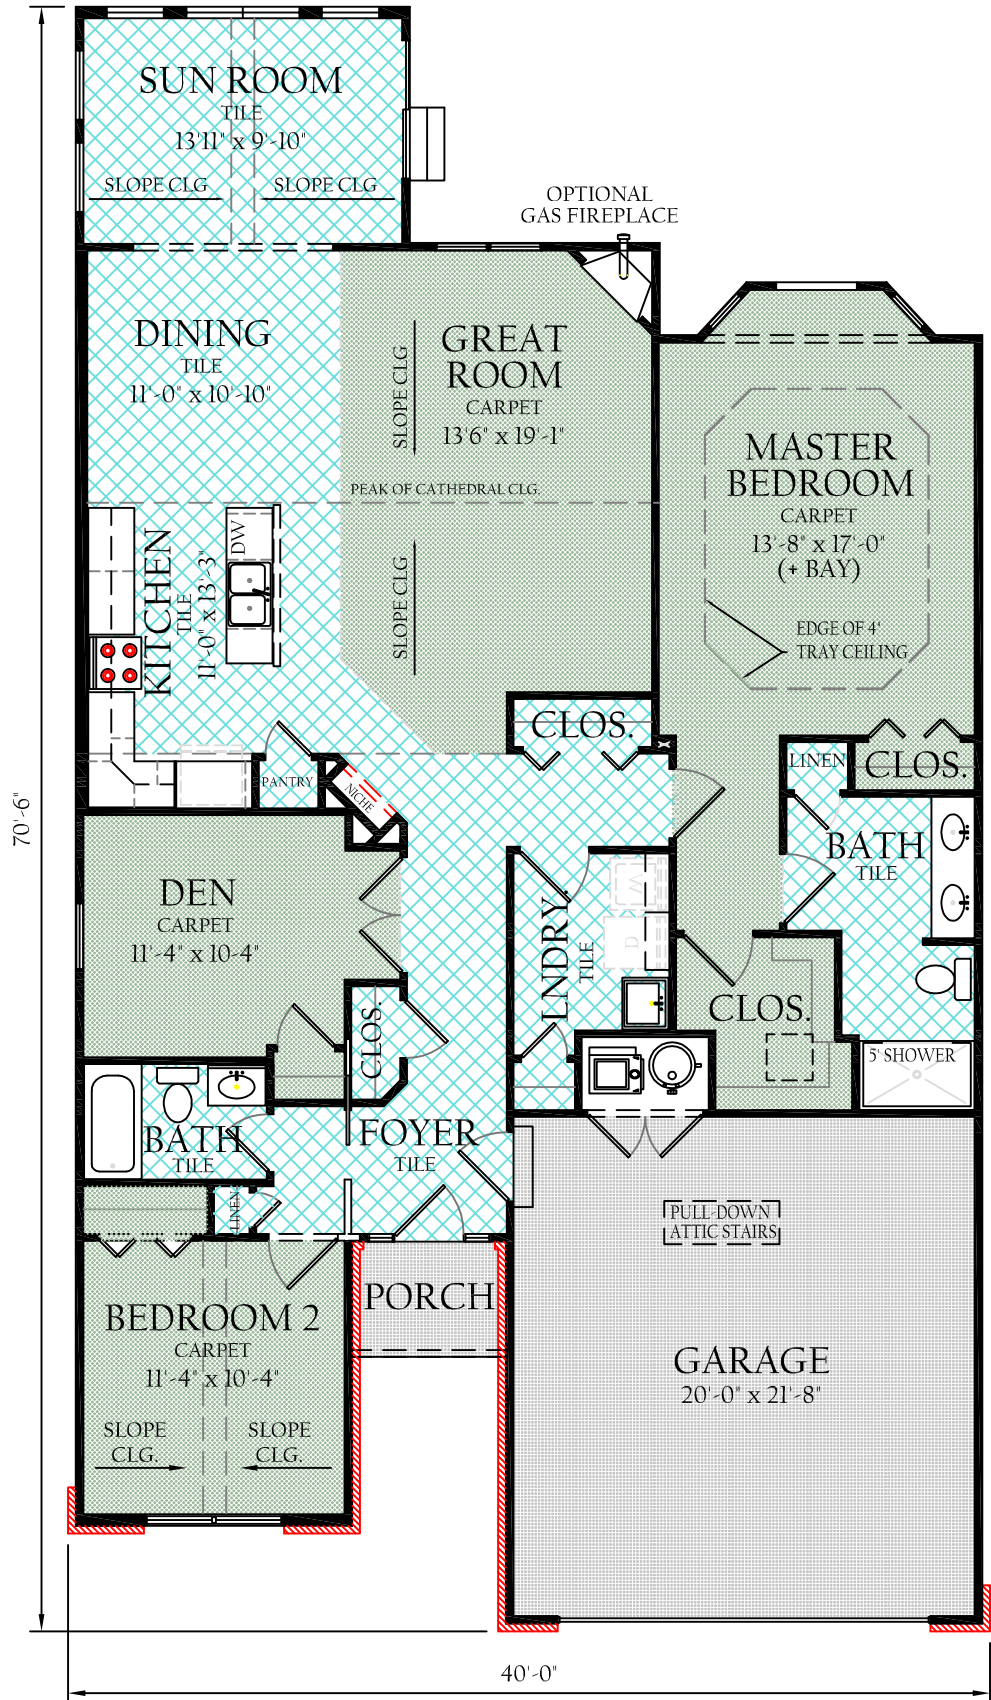 SUN ROOM
TILE
13'11" x 9'-10"
SLOPE CLG
SLOPE CLG
OPTIONAL
GAS FIREPLACE
DINING
TILE
11'-0" x 10'-10"
GREAT
ROOM
CARPET
13'6" x 19'-1"
SLOPE CLG
PEAK OF CATHEDRAL CLG.
SLOPE CLG
MASTER
BEDROOM
CARPET
13'-8" x 17'-0"
(+ BAY)
EDGE OF 4'
TRAY CEILING
KITCHEN
TILE
11'-0" x 13'-3"
DW
CLOS.
LINEN
CLOS.
PANTRY
NICHE
70'-6"
BATH
TILE
DEN
CARPET
11'-4" x 10-4"
W
D
LNDRY.
TILE
CLOS.
CLOS.
5' SHOWER
BATH
TILE
FOYER
TILE
LINEN
PULL-DOWN
ATTIC STAIRS
PORCH
BEDROOM 2
CARPET
11'-4" x 10'-4"
SLOPE
CLG.
SLOPE
CLG.
GARAGE
20'-0" x 21'-8"
40'-0"